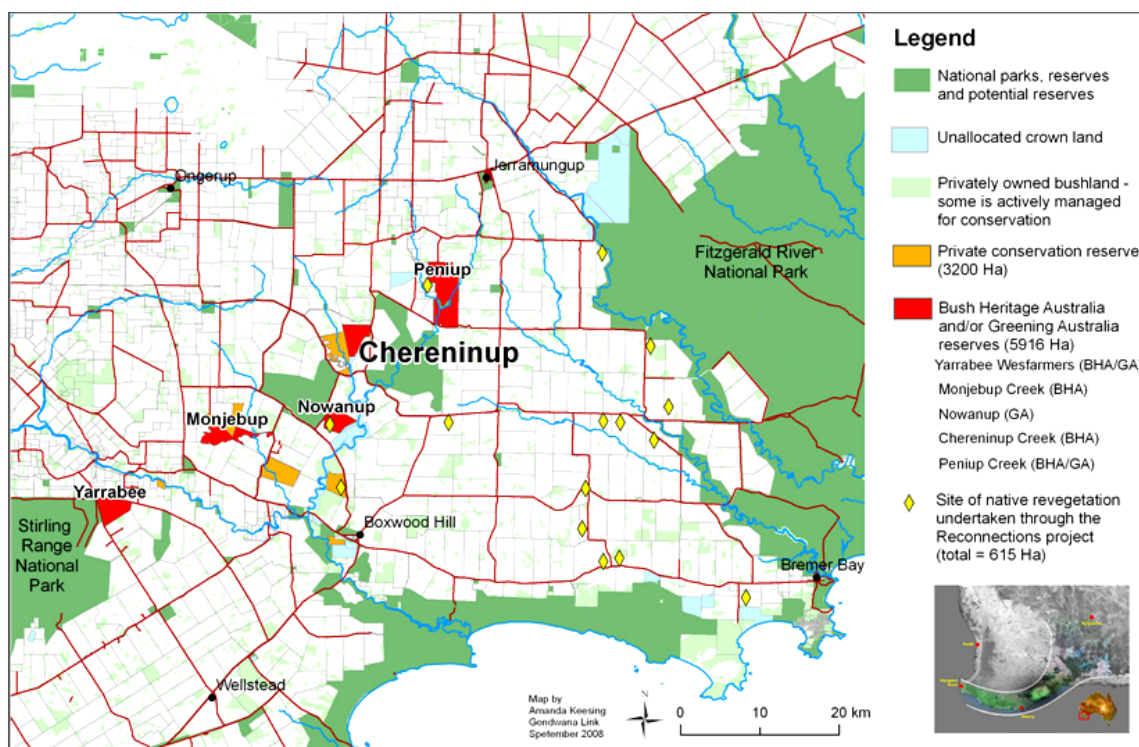 Ongerup
Jerramungup
Peniup
Fitzgerald River
National Park
Chereninup
Nowanup
Monjebup
Yarrabee
Stirling
Range
National
Park
Boxwood Hill
Bremer Bay
Wellstead
Map by
Amanda Keesing
Gondwana Link
Spetember 2008
N
0 10 20 km
Legend
National parks, reserves
and potential reserves
Unallocated crown land
Privately owned bushland -
some is actively managed
for conservation
Private conservation reserve
(3200 Ha)
Bush Heritage Australia
and/or Greening Australia
reserves (5916 Ha)
Yarrabee Wesfarmers (BHA/GA)
Monjebup Creek (BHA)
Nowanup (GA)
Chereninup Creek (BHA)
Peniup Creek (BHA/GA)
Site of native revegetation
undertaken through the
Reconnections project
(total = 615 Ha)